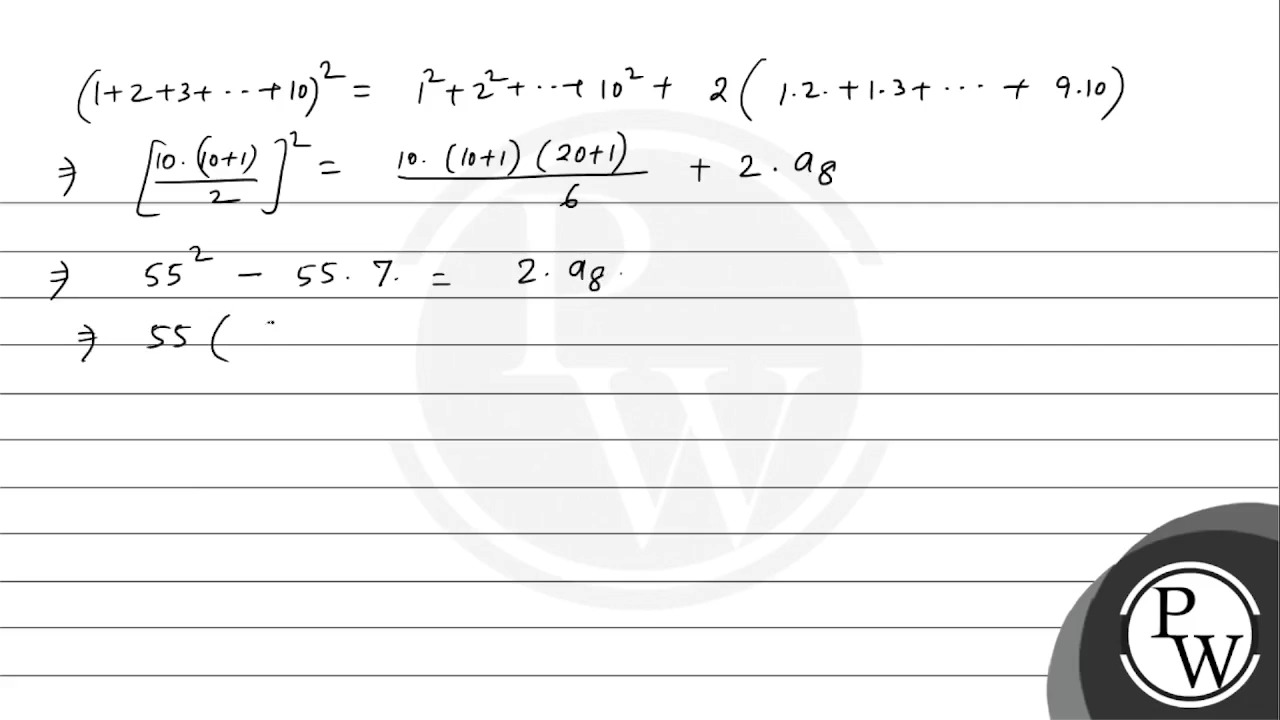 (1+2+3+ ... + 10)² = 1² + 2² + ... + 10² + 2 ( 1.2. + 1.3 + ... + 9.10 )
⇒ [10. (10+1) / 2]² = 10. (10+1) (20+1) / 6 + 2 . a₈
⇒ 55² - 55. 7. = 2. a₈.
⇒ 55 (
P
W
P
W